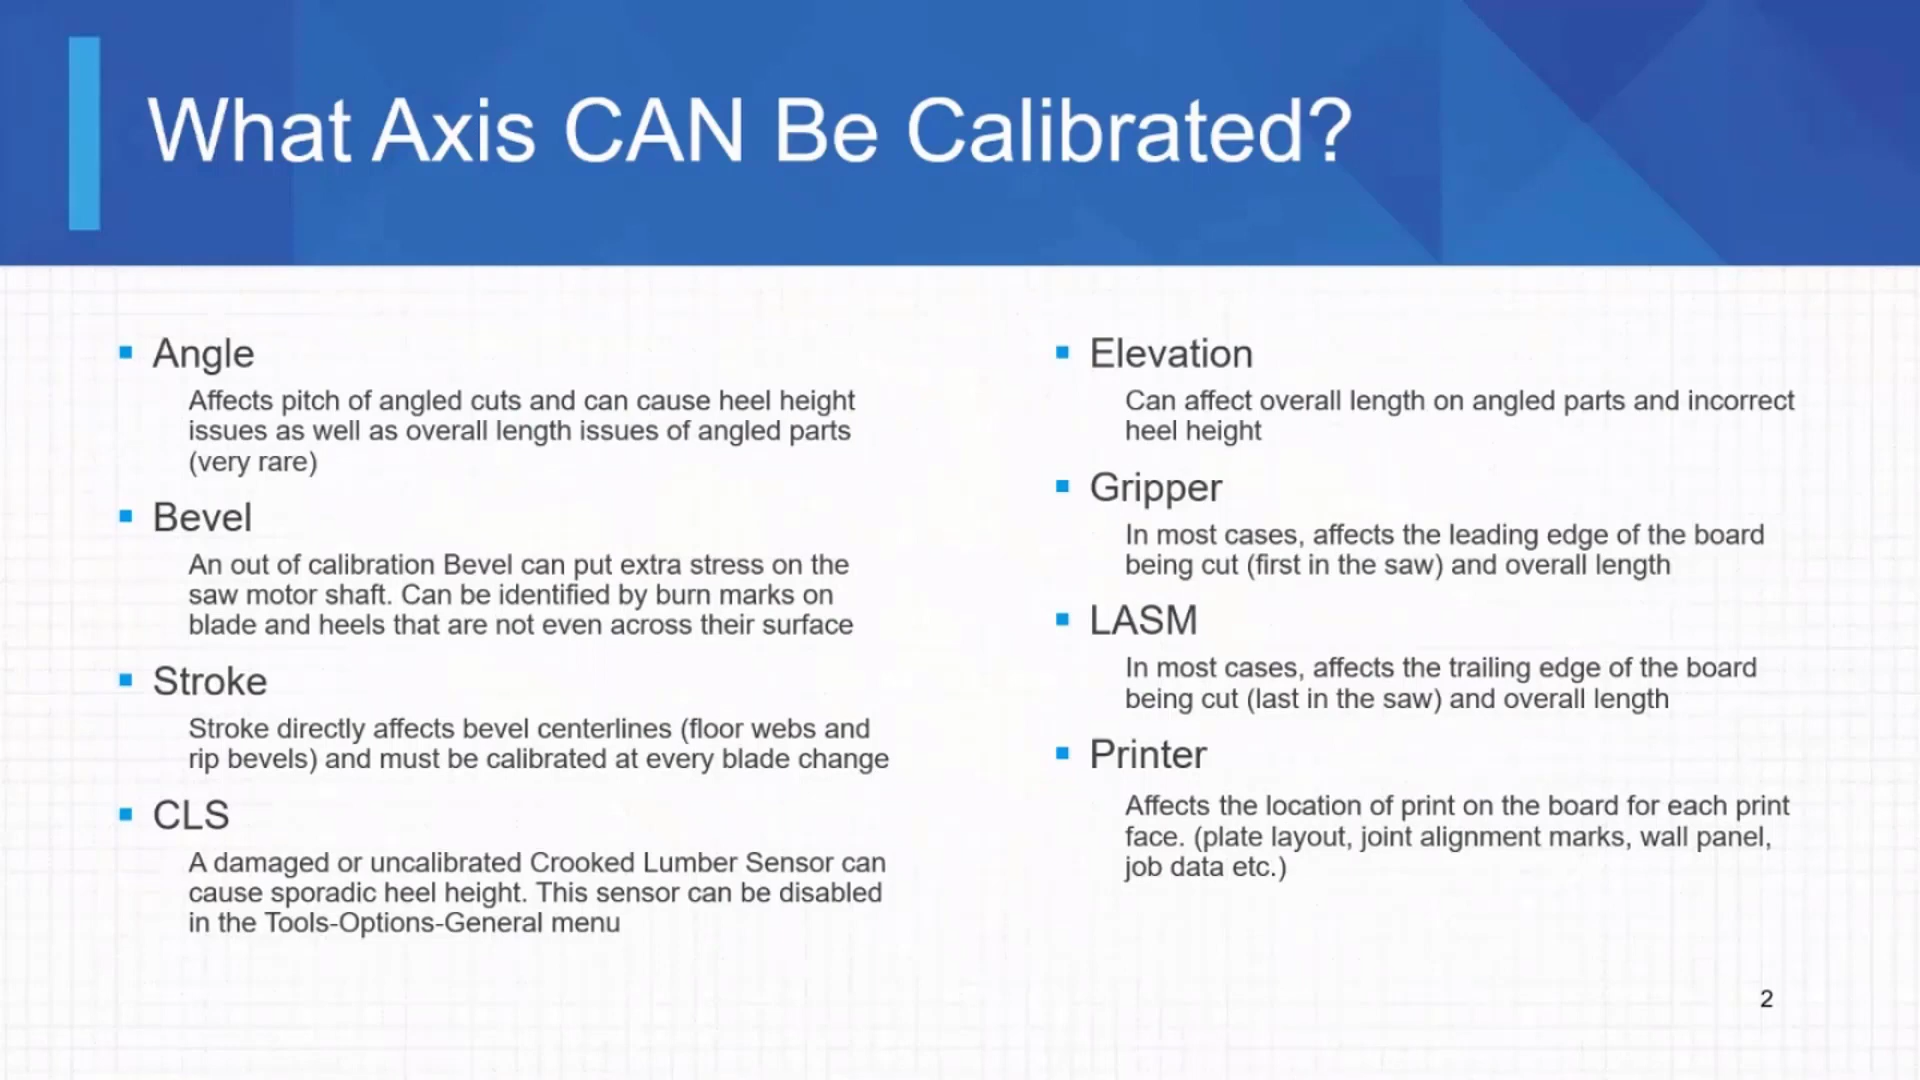 What Axis CAN Be Calibrated?
Angle
Affects pitch of angled cuts and can cause heel height
issues as well as overall length issues of angled parts
(very rare)
Bevel
An out of calibration Bevel can put extra stress on the
saw motor shaft. Can be identified by burn marks on
blade and heels that are not even across their surface
Stroke
Stroke directly affects bevel centerlines (floor webs and
rip bevels) and must be calibrated at every blade change
CLS
A damaged or uncalibrated Crooked Lumber Sensor can
cause sporadic heel height. This sensor can be disabled
in the Tools-Options-General menu
Elevation
Can affect overall length on angled parts and incorrect
heel height
Gripper
In most cases, affects the leading edge of the board
being cut (first in the saw) and overall length
LASM
In most cases, affects the trailing edge of the board
being cut (last in the saw) and overall length
Printer
Affects the location of print on the board for each print
face. (plate layout, joint alignment marks, wall panel,
job data etc.)
2